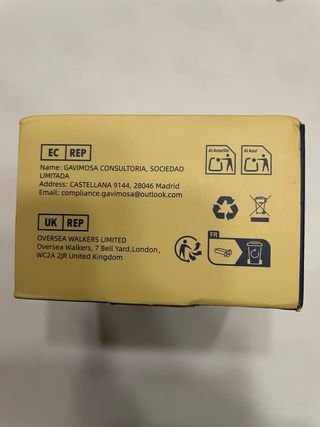 EC REP
Name: GAVIMOSA CONSULTORIA, SOCIEDAD
LIMITADA
Address: CASTELLANA 9144, 28046 Madrid
Email: compliance.gavimosa@outlook.com
UK REP
OVERSEA WALKERS LIMITED
Oversea Walkers, 7 Bell Yard,London,
WC2A 2JR United Kingdom
Al Amarillo
Al Azul
FR